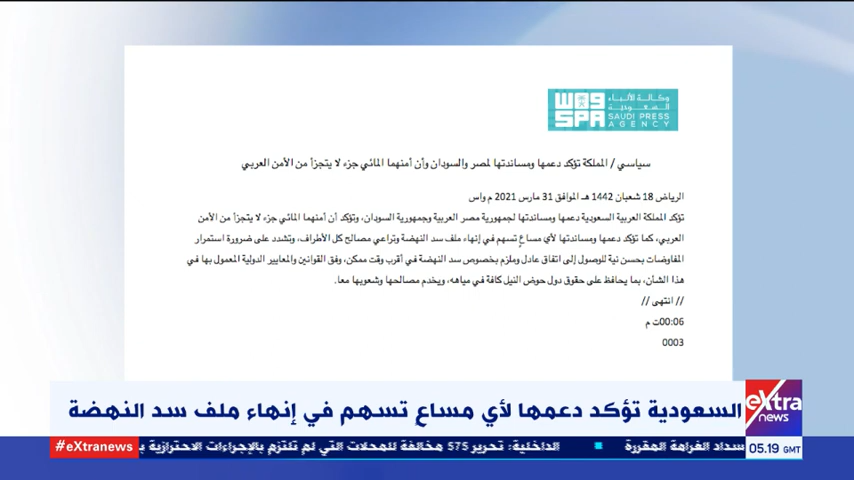 واس
وكالة الأنباء
السعودية
SPA
SAUDI PRESS
AGENCY
سياسي / المملكة تؤكد دعمها ومساندتها لمصر والسودان وأن أمنهما المائي جزء لا يتجزأ من الأمن العربي
الرياض 18 شعبان 1442 هـ الموافق 31 مارس 2021 م واس
تؤكد المملكة العربية السعودية دعمها ومساندتها لجمهورية مصر العربية وجمهورية السودان، وتؤكد أن أمنهما المائي جزء لا يتجزأ من الأمن
العربي، كما تؤكد دعمها ومساندتها لأي مساعٍ تسهم في إنهاء ملف سد النهضة وتراعي مصالح كل الأطراف، وتشدد على ضرورة استمرار
المفاوضات بحسن نية للوصول إلى اتفاق عادل وملزم بخصوص سد النهضة في أقرب وقت ممكن، وفق القوانين والمعايير الدولية المعمول بها في
هذا الشأن، بما يحافظ على حقوق دول حوض النيل كافة في مياهه، ويخدم مصالحها وشعوبها معا.
// انتهى //
00:06ت م
0003
السعودية تؤكد دعمها لأي مساعٍ تسهم في إنهاء ملف سد النهضة
eXtra
news
سداد الغرامة المقررة ■ الداخلية: تحرير 575 مخالفة للمحلات التي لم تلتزم بالإجراءات الاحترازية ب
#eXtranews
05.19 GMT